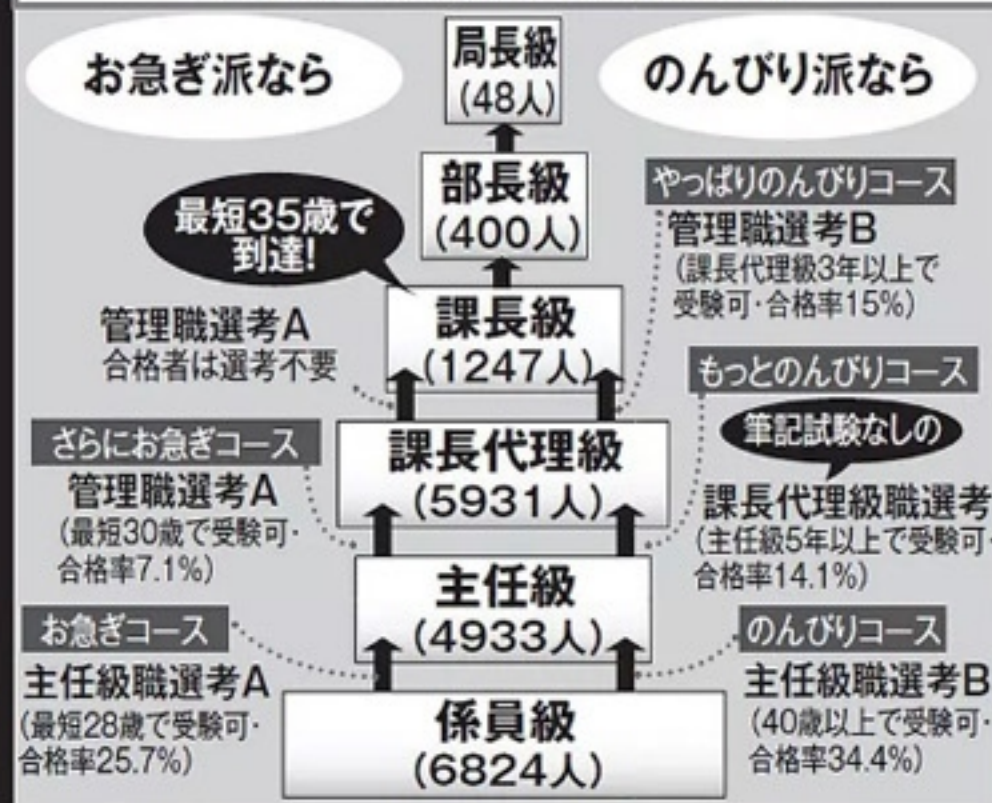 お急ぎ派なら
局長級
(48人)
のんびり派なら
部長級
(400人)
最短35歳で
到達!
やっぱりのんびりコース
管理職選考B
(課長代理級3年以上で
受験可・合格率15%)
課長級
(1247人)
管理職選考A
合格者は選考不要
もっとのんびりコース
筆記試験なしの
課長代理級職選考
(主任級5年以上で受験可・
合格率14.1%)
さらにお急ぎコース
管理職選考A
(最短30歳で受験可・
合格率7.1%)
課長代理級
(5931人)
主任級
(4933人)
お急ぎコース
主任級職選考A
(最短28歳で受験可・
合格率25.7%)
のんびりコース
主任級職選考B
(40歳以上で受験可・
合格率34.4%)
係員級
(6824人)